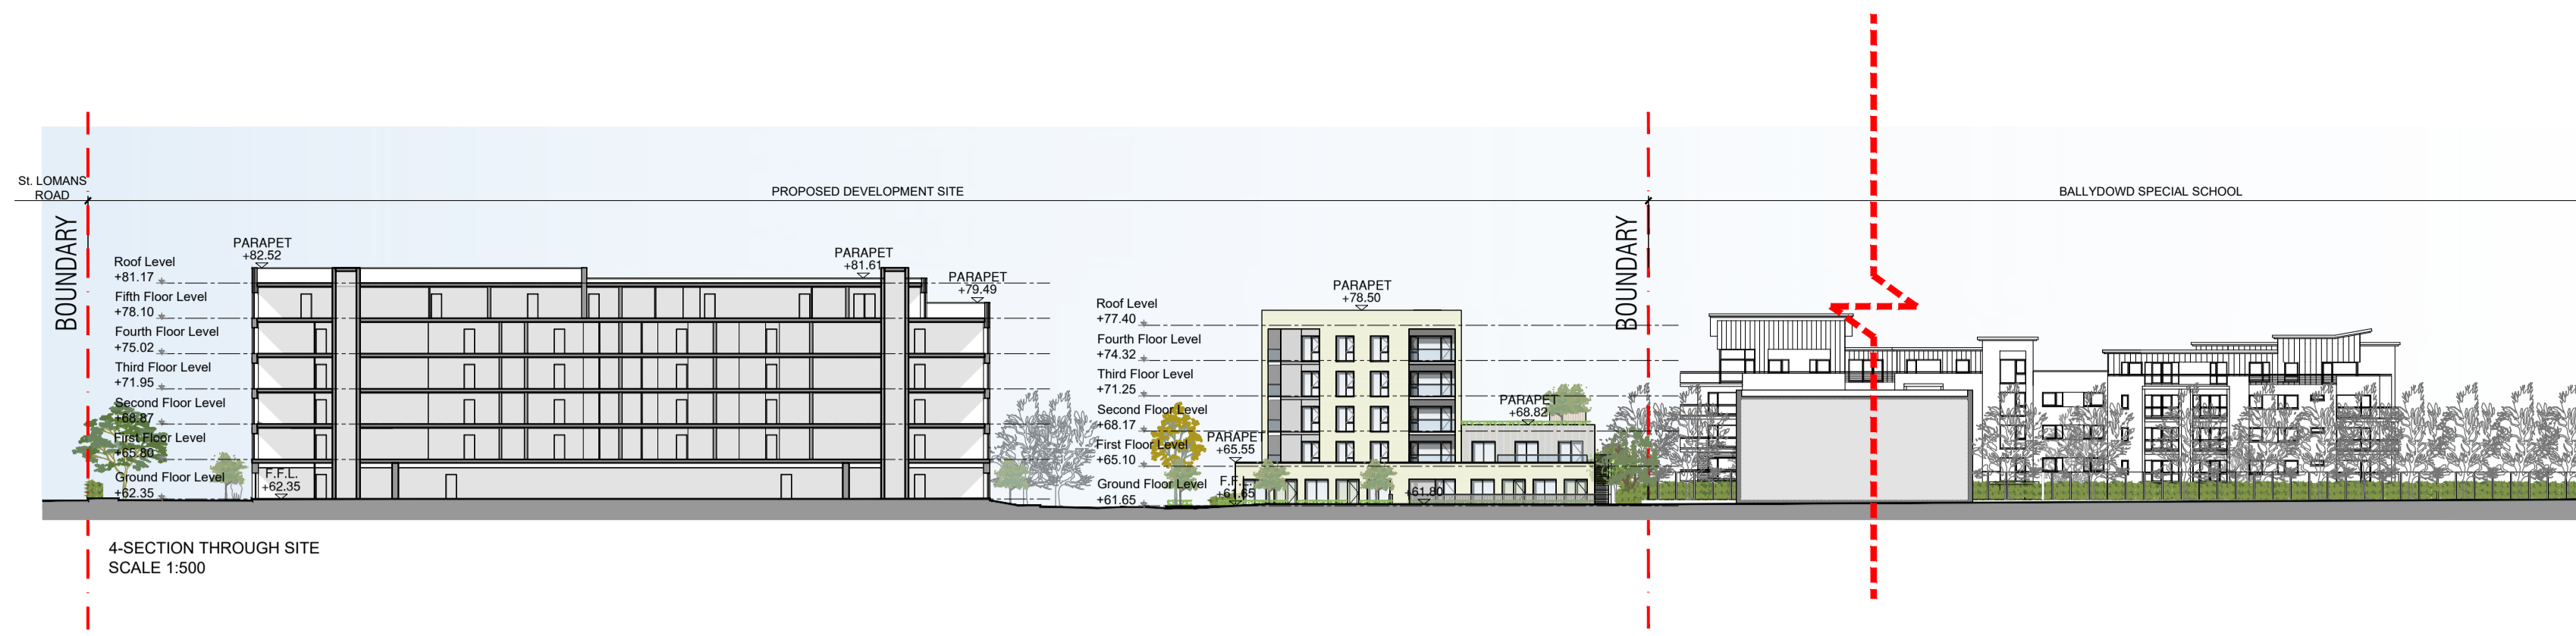 St. LOMANS
ROAD
PROPOSED DEVELOPMENT SITE
BALLYDOWD SPECIAL SCHOOL
BOUNDARY
BOUNDARY
PARAPET
+82.52
PARAPET
+81.61
PARAPET
+79.49
Roof Level
+81.17
Fifth Floor Level
+78.10
Fourth Floor Level
+75.02
Third Floor Level
+71.95
Second Floor Level
+68.87
First Floor Level
+65.80
Ground Floor Level
+62.35
F.F.L.
+62.35
Roof Level
+77.40
Fourth Floor Level
+74.32
Third Floor Level
+71.25
Second Floor Level
+68.17
First Floor Level
+65.10
Ground Floor Level
+61.65
PARAPET
+65.55
F.F.L.
+61.65
PARAPET
+78.50
PARAPET
+68.82
+61.80
4-SECTION THROUGH SITE
SCALE 1:500